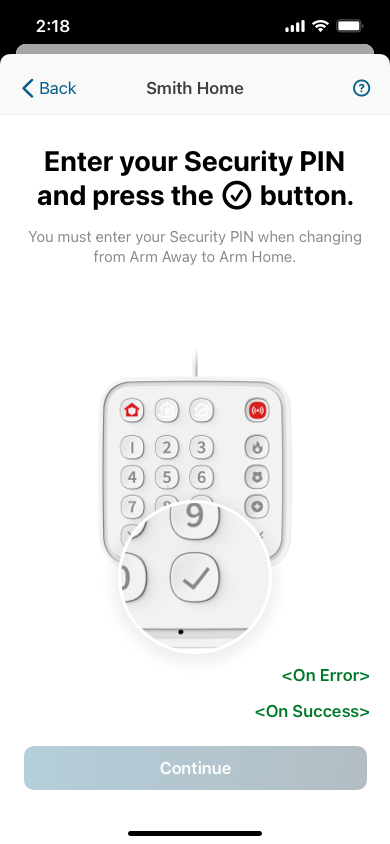 2:18
Back
Smith Home
Enter your Security PIN
and press the button.
You must enter your Security PIN when changing
from Arm Away to Arm Home.
1 2 3
4 5 6
7 8
9
0
<On Error>
<On Success>
Continue